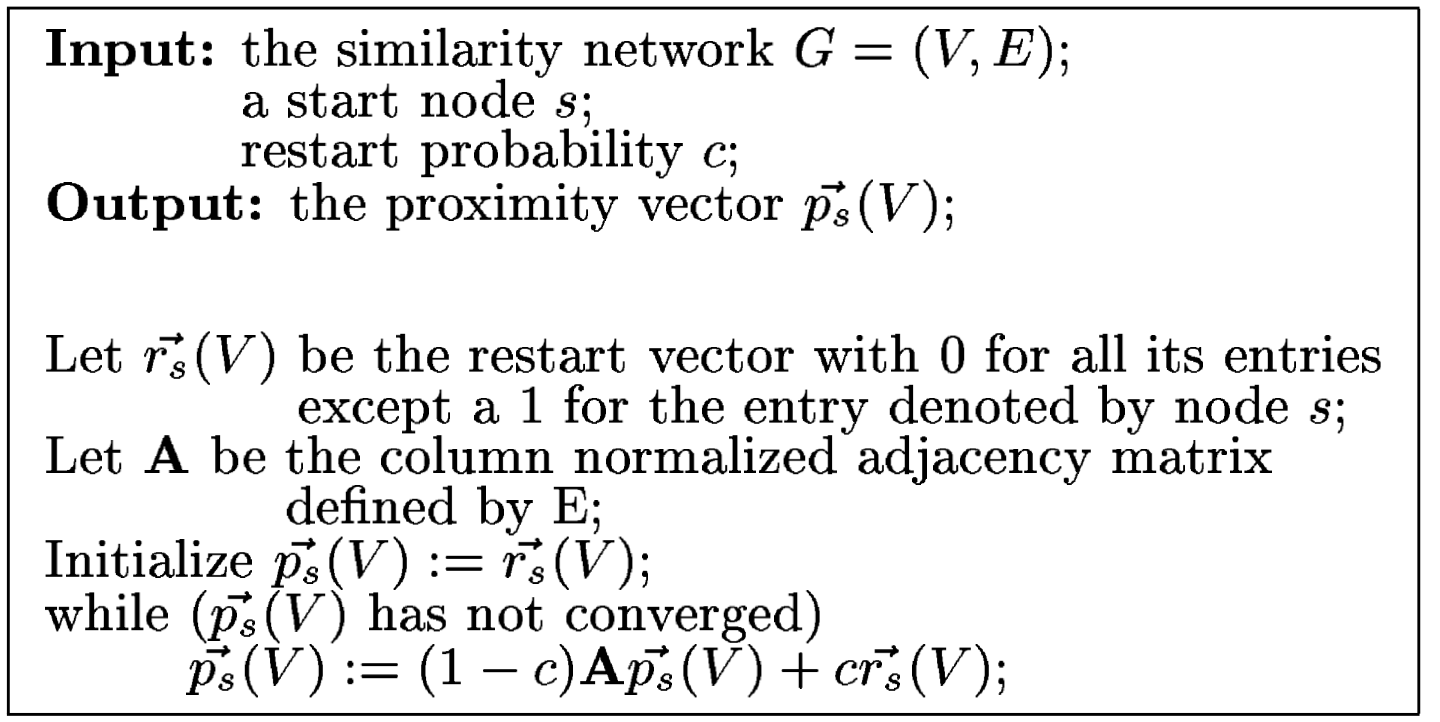 Input: the similarity network G = (V, E);
a start node s;
restart probability c;
Output: the proximity vector p⃗ₛ(V);
Let r⃗ₛ(V) be the restart vector with 0 for all its entries
except a 1 for the entry denoted by node s;
Let A be the column normalized adjacency matrix
defined by E;
Initialize p⃗ₛ(V) := r⃗ₛ(V);
while (p⃗ₛ(V) has not converged)
p⃗ₛ(V) := (1 − c)Ap⃗ₛ(V) + cr⃗ₛ(V);